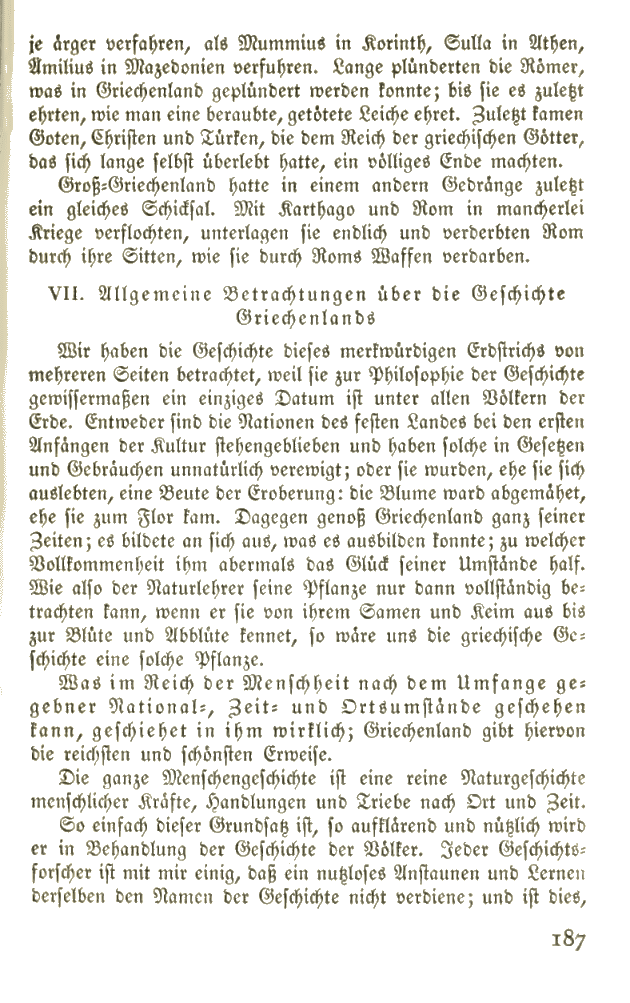 je ärger verfahren, als Mummius in Korinth, Sulla in Athen,
Ämilius in Mazedonien verfuhren. Lange plünderten die Römer,
was in Griechenland geplündert werden konnte; bis sie es zuletzt
ehrten, wie man eine beraubte, getötete Leiche ehret. Zuletzt kamen
Goten, Christen und Türken, die dem Reich der griechischen Götter,
das sich lange selbst überlebt hatte, ein völliges Ende machten.
Groß-Griechenland hatte in einem andern Gedränge zuletzt
ein gleiches Schicksal. Mit Karthago und Rom in mancherlei
Kriege verflochten, unterlagen sie endlich und verderbten Rom
durch ihre Sitten, wie sie durch Roms Waffen verdarben.
VII. Allgemeine Betrachtungen über die Geschichte
Griechenlands
Wir haben die Geschichte dieses merkwürdigen Erdstrichs von
mehreren Seiten betrachtet, weil sie zur Philosophie der Geschichte
gewissermaßen ein einziges Datum ist unter allen Völkern der
Erde. Entweder sind die Nationen des festen Landes bei den ersten
Anfängen der Kultur stehengeblieben und haben solche in Gesetzen
und Gebräuchen unnatürlich verewigt; oder sie wurden, ehe sie sich
auslebten, eine Beute der Eroberung: die Blume ward abgemähet,
ehe sie zum Flor kam. Dagegen genoß Griechenland ganz seiner
Zeiten; es bildete an sich aus, was es ausbilden konnte; zu welcher
Vollkommenheit ihm abermals das Glück seiner Umstände half.
Wie also der Naturlehrer seine Pflanze nur dann vollständig be-
trachten kann, wenn er sie von ihrem Samen und Keim aus bis
zur Blüte und Abblüte kennet, so wäre uns die griechische Ge-
schichte eine solche Pflanze.
Was im Reich der Menschheit nach dem Umfange ge-
gebner National-, Zeit- und Ortsumstände geschehen
kann, geschiehet in ihm wirklich; Griechenland gibt hiervon
die reichsten und schönsten Erweise.
Die ganze Menschengeschichte ist eine reine Naturgeschichte
menschlicher Kräfte, Handlungen und Triebe nach Ort und Zeit.
So einfach dieser Grundsatz ist, so aufklärend und nützlich wird
er in Behandlung der Geschichte der Völker. Jeder Geschichts-
forscher ist mit mir einig, daß ein nutzloses Anstaunen und Lernen
derselben den Namen der Geschichte nicht verdiene; und ist dies,
187